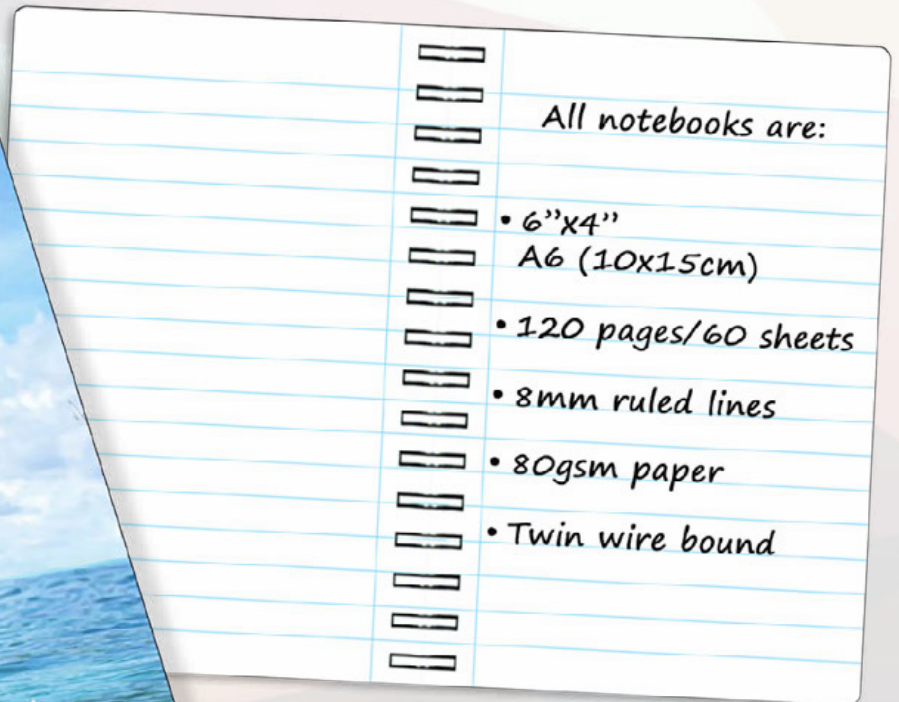 All notebooks are:
• 6”x4”
A6 (10x15cm)
• 120 pages/60 sheets
• 8mm ruled lines
• 80gsm paper
• Twin wire bound